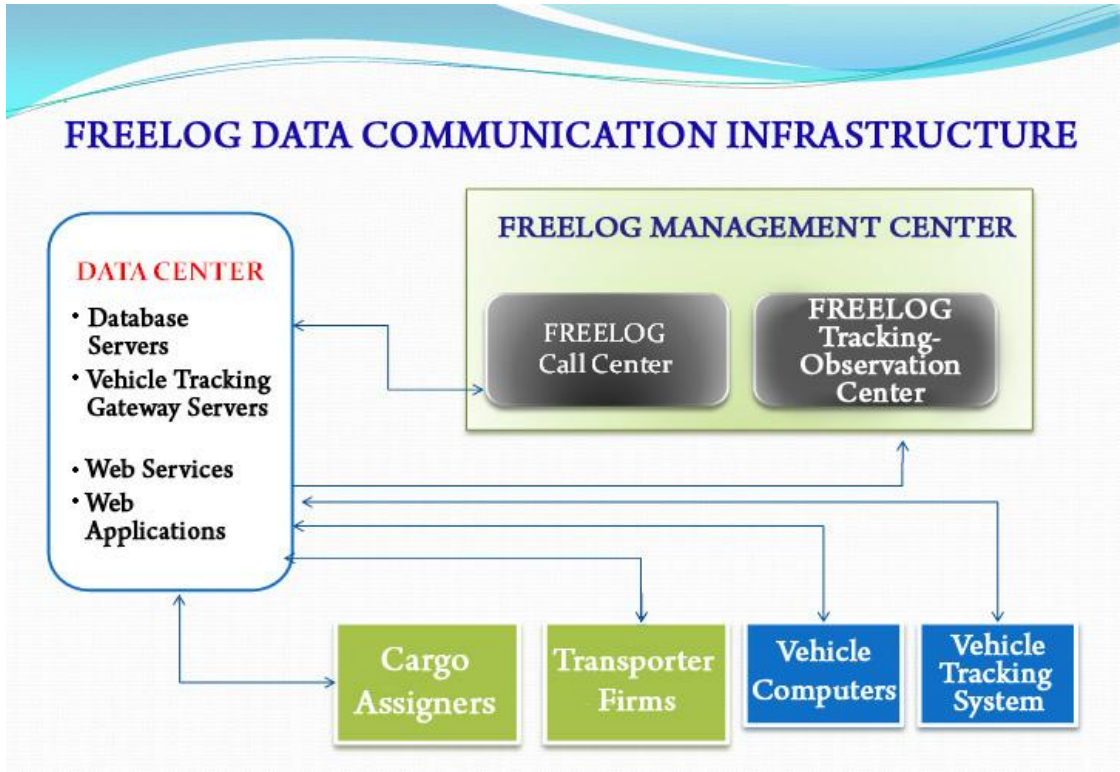 FREELOG DATA COMMUNICATION INFRASTRUCTURE
DATA CENTER
• Database
Servers
• Vehicle Tracking
Gateway Servers
• Web Services
• Web
Applications
FREELOG MANAGEMENT CENTER
FREELOG
Call Center
FREELOG
Tracking-
Observation
Center
Cargo
Assigners
Transporter
Firms
Vehicle
Computers
Vehicle
Tracking
System